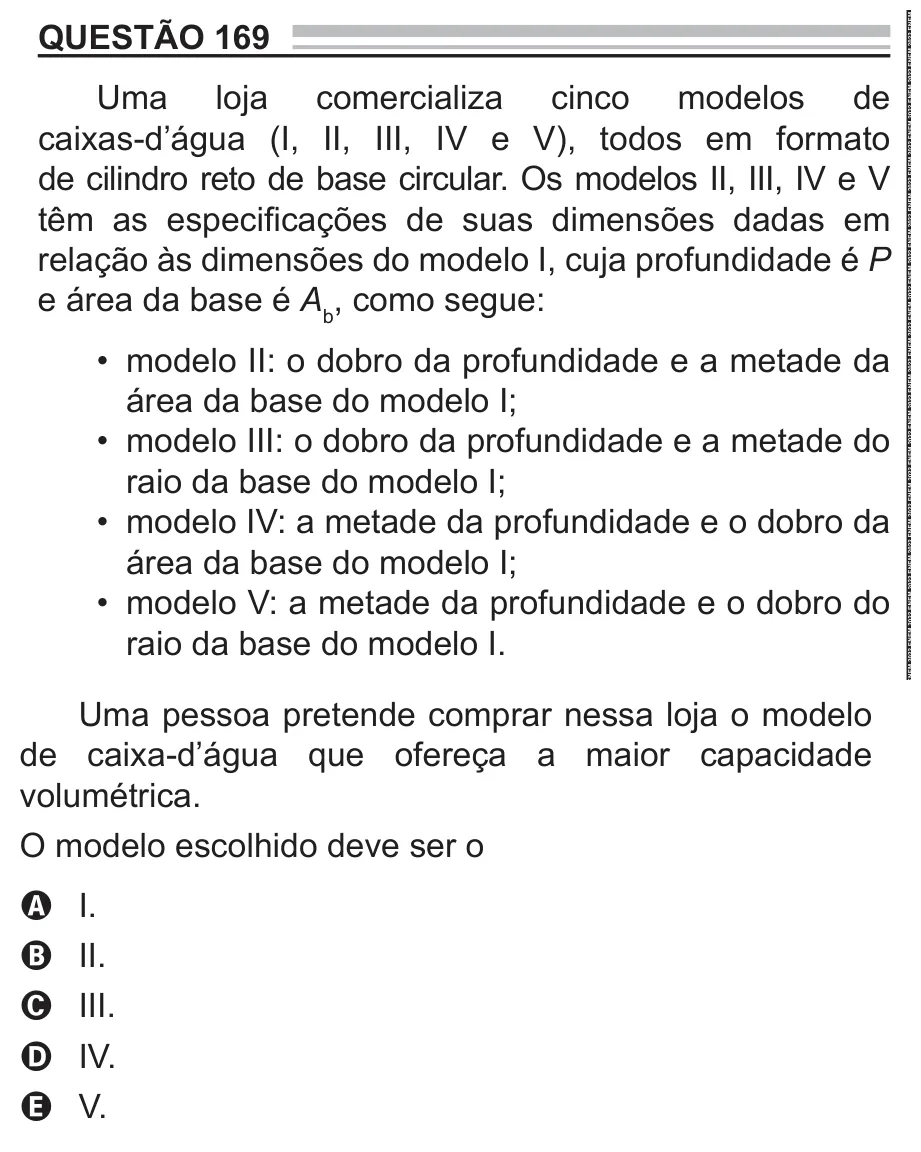 QUESTÃO 169
Uma loja comercializa cinco modelos de
caixas-d’água (I, II, III, IV e V), todos em formato
de cilindro reto de base circular. Os modelos II, III, IV e V
têm as especificações de suas dimensões dadas em
relação às dimensões do modelo I, cuja profundidade é P
e área da base é Ab, como segue:
• modelo II: o dobro da profundidade e a metade da
área da base do modelo I;
• modelo III: o dobro da profundidade e a metade do
raio da base do modelo I;
• modelo IV: a metade da profundidade e o dobro da
área da base do modelo I;
• modelo V: a metade da profundidade e o dobro do
raio da base do modelo I.
Uma pessoa pretende comprar nessa loja o modelo
de caixa-d’água que ofereça a maior capacidade
volumétrica.
O modelo escolhido deve ser o
A I.
B II.
C III.
D IV.
E V.